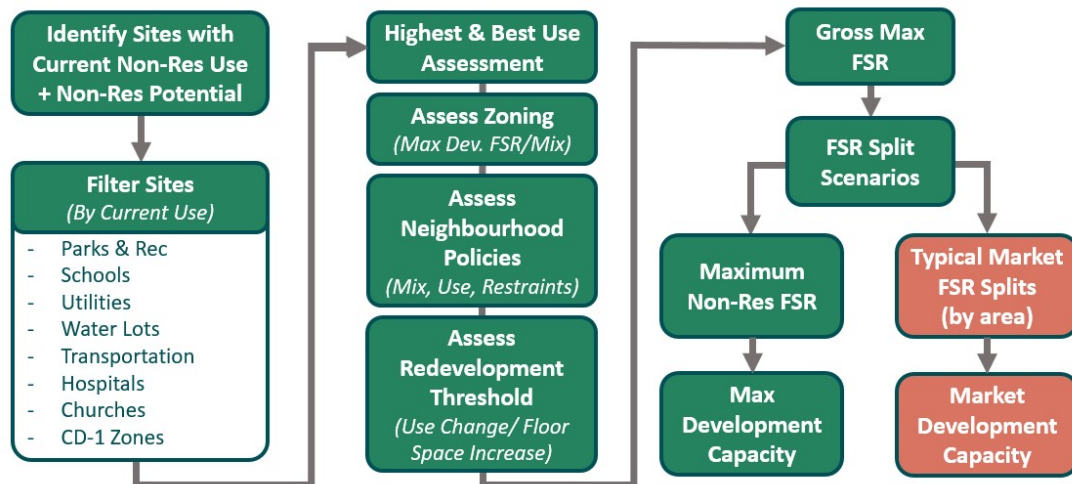 Identify Sites with
Current Non-Res Use
+ Non-Res Potential
Filter Sites
(By Current Use)
- Parks & Rec
- Schools
- Utilities
- Water Lots
- Transportation
- Hospitals
- Churches
- CD-1 Zones
Highest & Best Use
Assessment
Assess Zoning
(Max Dev. FSR/Mix)
Assess
Neighbourhood
Policies
(Mix, Use, Restraints)
Assess
Redevelopment
Threshold
(Use Change/ Floor
Space Increase)
Gross Max
FSR
FSR Split
Scenarios
Maximum
Non-Res FSR
Max
Development
Capacity
Typical Market
FSR Splits
(by area)
Market
Development
Capacity